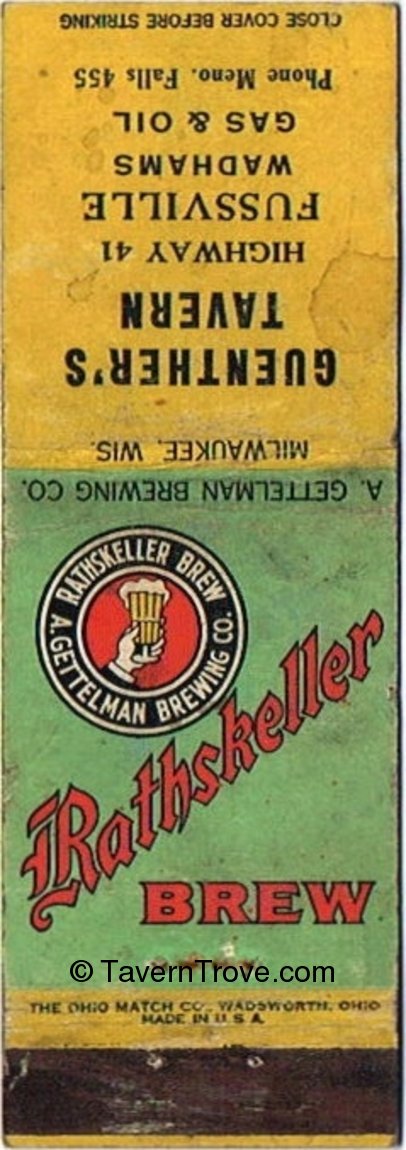 CLOSE COVER BEFORE STRIKING
Phone Meno. Falls 455
GAS & OIL
WADHAMS
FUSSVILLE
HIGHWAY 41
TAVERN
GUENTHER'S
MILWAUKEE, WIS.
A. GETTELMAN BREWING CO.
RATHSKELLER BREW
A. GETTELMAN BREWING CO.
Rathskeller
BREW
© TavernTrove.com
THE OHIO MATCH CO. WADSWORTH, OHIO
MADE IN U.S.A.